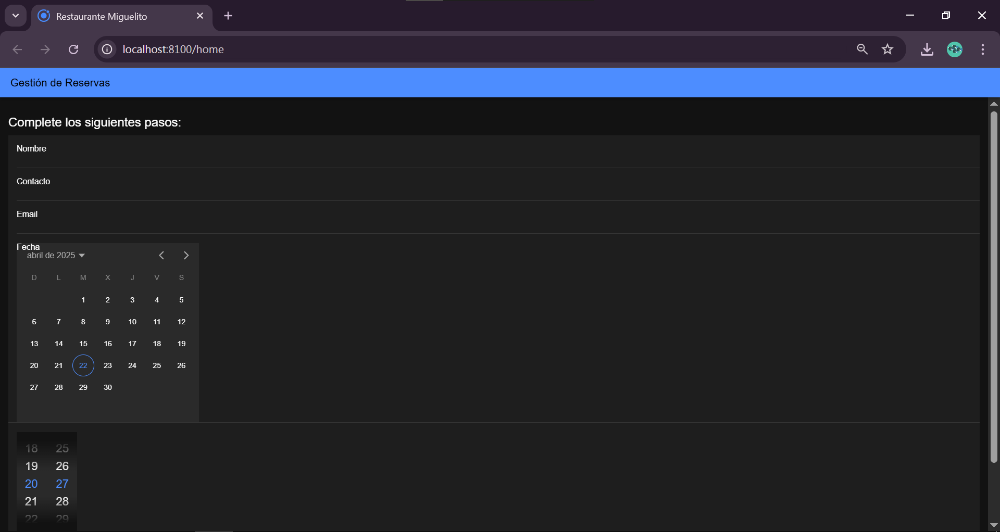 Restaurante Miguelito
localhost:8100/home
Gestión de Reservas
Complete los siguientes pasos:
Nombre
Contacto
Email
Fecha
abril de 2025
D L M X J V S
1 2 3 4 5
6 7 8 9 10 11 12
13 14 15 16 17 18 19
20 21 22 23 24 25 26
27 28 29 30
18 25
19 26
20 27
21 28
22 29